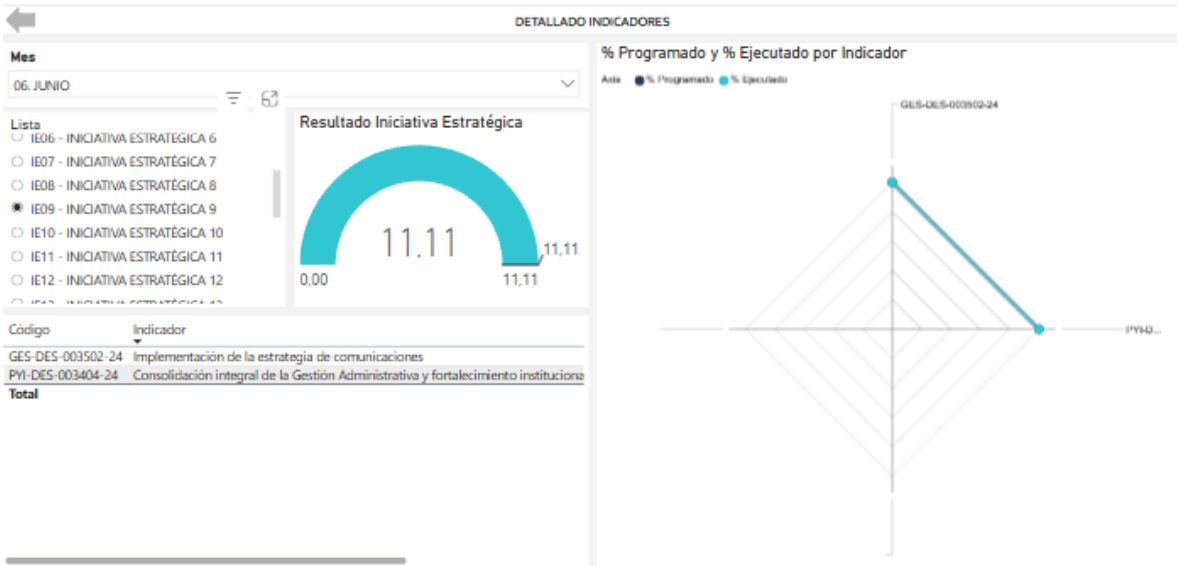 DETALLADO INDICADORES
Mes
06. JUNIO
Lista
IE06 - INICIATIVA ESTRATEGICA 6
IE07 - INICIATIVA ESTRATÉGICA 7
IE08 - INICIATIVA ESTRATÉGICA 8
IE09 - INICIATIVA ESTRATÉGICA 9
IE10 - INICIATIVA ESTRATÉGICA 10
IE11 - INICIATIVA ESTRATÉGICA 11
IE12 - INICIATIVA ESTRATÉGICA 12
Resultado Iniciativa Estratégica
11,11
11,11
0,00
11,11
Código Indicador
GES-DES-003502-24 Implementación de la estrategia de comunicaciones
PYI-DES-003404-24 Consolidación integral de la Gestión Administrativa y fortalecimiento instituciona
Total
% Programado y % Ejecutado por Indicador
Axis % Programado % Ejecutado
GES-DES-003502-24
PYI-D...